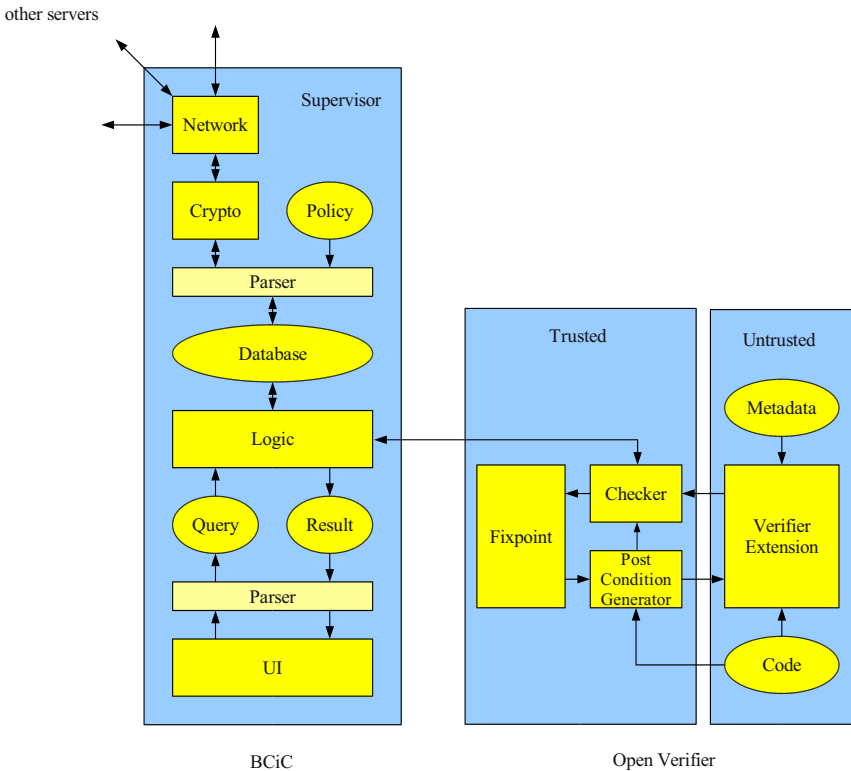 other servers
Supervisor
Network
Crypto
Policy
Parser
Database
Logic
Query
Result
Parser
UI
BCiC
Trusted
Untrusted
Metadata
Checker
Fixpoint
Verifier
Extension
Post
Condition
Generator
Code
Open Verifier